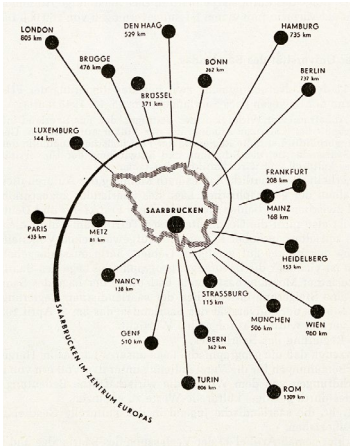 LONDON
805 km
DEN HAAG
529 km
HAMBURG
735 km
BRÜGGE
476 km
BONN
262 km
BERLIN
737 km
BRÜSSEL
371 km
LUXEMBURG
144 km
FRANKFURT
208 km
MAINZ
168 km
SAARBRÜCKEN
PARIS
435 km
METZ
81 km
HEIDELBERG
153 km
NANCY
138 km
STRASSBURG
115 km
MÜNCHEN
506 km
WIEN
960 km
GENF
510 km
BERN
362 km
TURIN
806 km
ROM
1309 km
SAARBRÜCKEN IM ZENTRUM EUROPAS